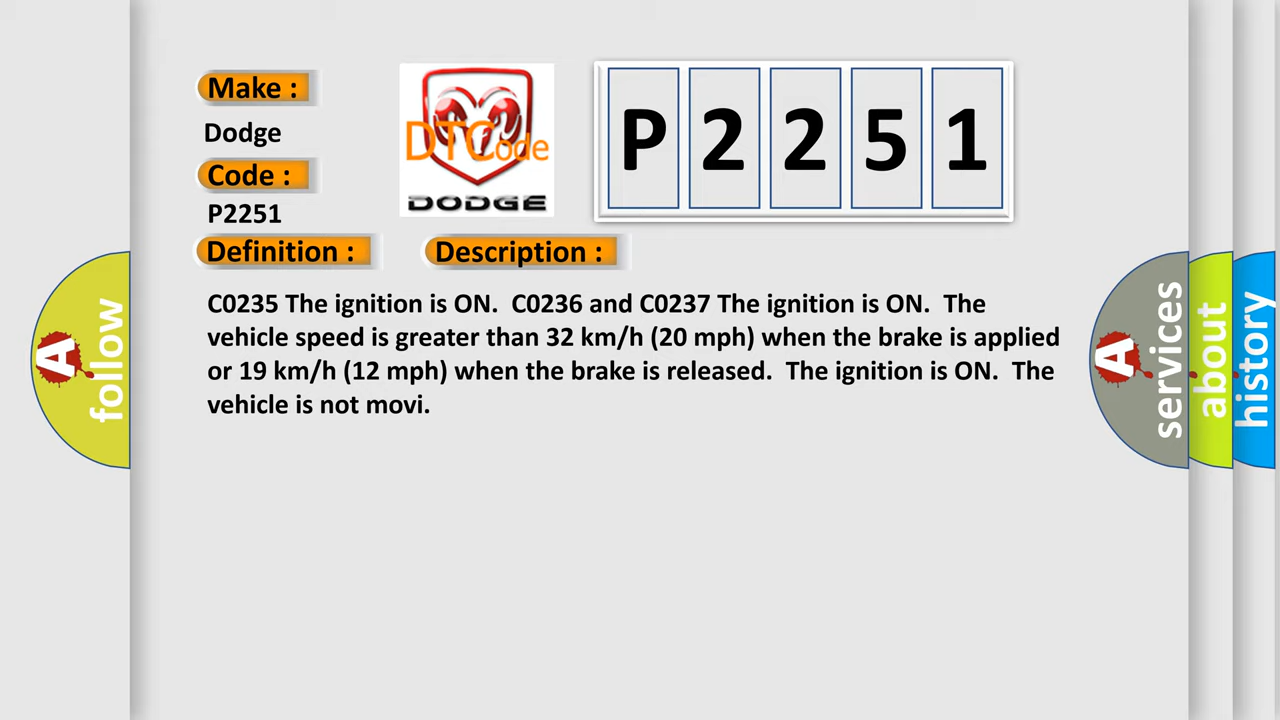 Make :
Dodge
Code :
P2251
Definition :
Description :
DTCode
DODGE
P 2 2 5 1
C0235 The ignition is ON.  C0236 and C0237 The ignition is ON.  The
vehicle speed is greater than 32 km/h (20 mph) when the brake is applied
or 19 km/h (12 mph) when the brake is released.  The ignition is ON.  The
vehicle is not movi.
A follow
A services
about
history